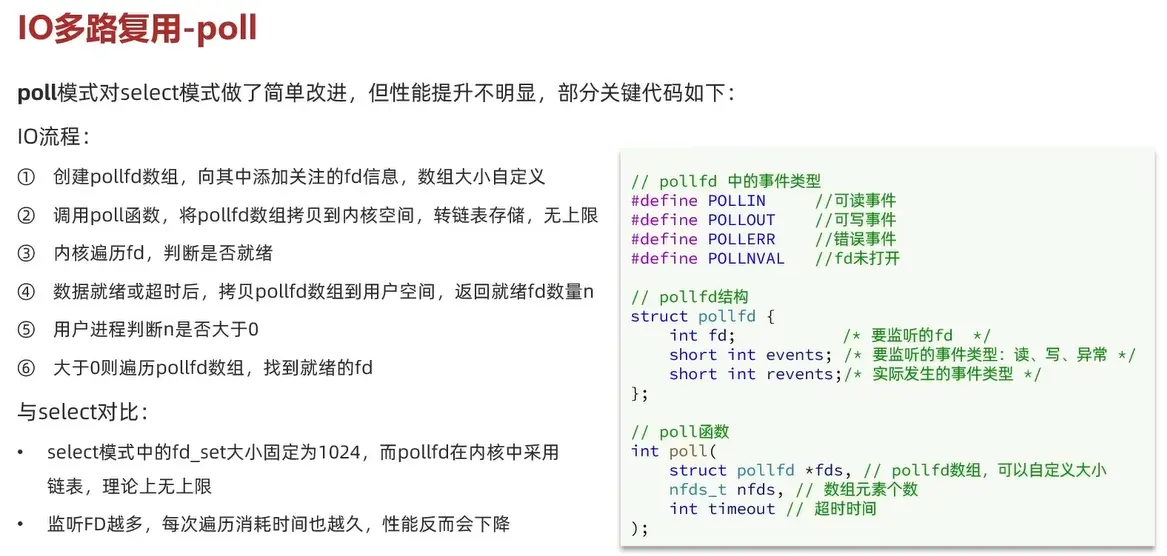 IO多路复用-poll
poll模式对select模式做了简单改进，但性能提升不明显，部分关键代码如下：
IO流程：
① 创建pollfd数组，向其中添加关注的fd信息，数组大小自定义
② 调用poll函数，将pollfd数组拷贝到内核空间，转链表存储，无上限
③ 内核遍历fd，判断是否就绪
④ 数据就绪或超时后，拷贝pollfd数组到用户空间，返回就绪fd数量n
⑤ 用户进程判断n是否大于0
⑥ 大于0则遍历pollfd数组，找到就绪的fd
与select对比：
• select模式中的fd_set大小固定为1024，而pollfd在内核中采用
链表，理论上无上限
• 监听FD越多，每次遍历消耗时间也越久，性能反而会下降
// pollfd 中的事件类型
#define POLLIN //可读事件
#define POLLOUT //可写事件
#define POLLERR //错误事件
#define POLLNVAL //fd未打开
// pollfd结构
struct pollfd {
int fd; /* 要监听的fd */
short int events; /* 要监听的事件类型：读、写、异常 */
short int revents;/* 实际发生的事件类型 */
};
// poll函数
int poll(
struct pollfd *fds, // pollfd数组，可以自定义大小
nfds_t nfds, // 数组元素个数
int timeout // 超时时间
);